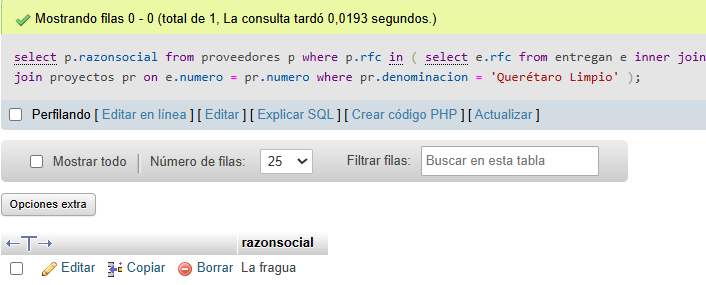 Mostrando filas 0 - 0 (total de 1, La consulta tardó 0,0193 segundos.)
select p.razonsocial from proveedores p where p.rfc in ( select e.rfc from entregan e inner join
join proyectos pr on e.numero = pr.numero where pr.denominacion = 'Querétaro Limpio' );
Perfilando [ Editar en línea ] [ Editar ] [ Explicar SQL ] [ Crear código PHP ] [ Actualizar ]
Mostrar todo Número de filas: 25 Filtrar filas: Buscar en esta tabla
Opciones extra
←T→ razonsocial
Editar Copiar Borrar La fragua